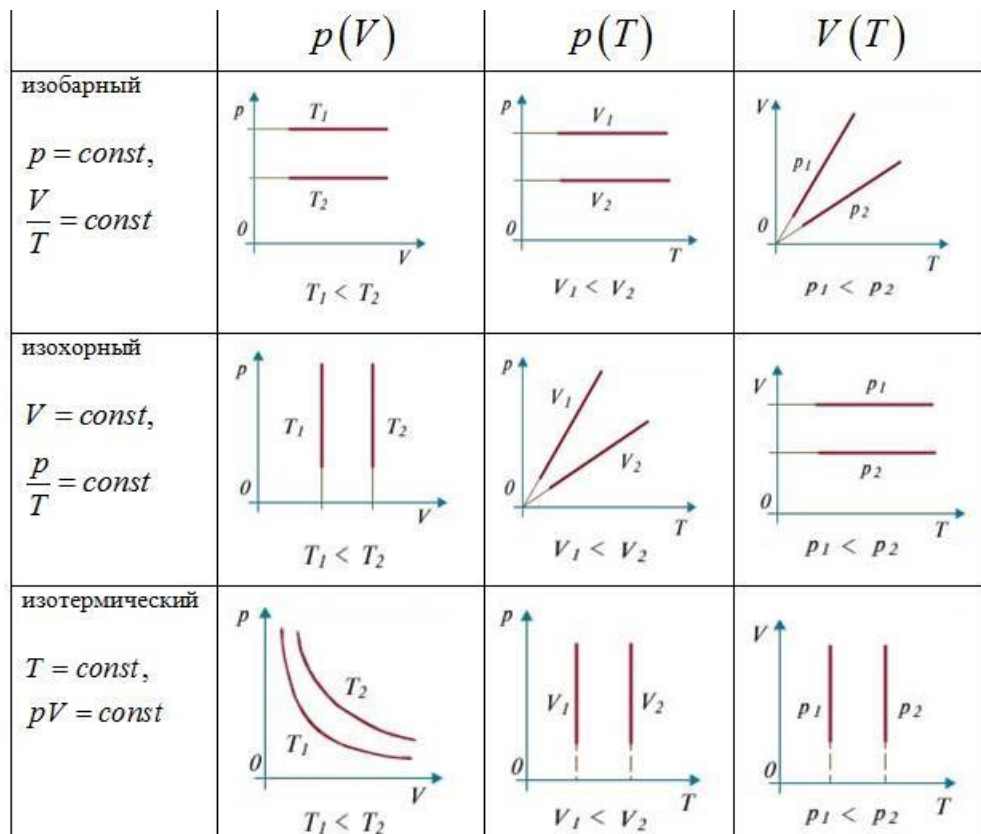 p(V)
p(T)
V(T)
изобарный
p = const,
V/T = const
p
T1
T2
0
V
T1 < T2
p
V1
V2
0
T
V1 < V2
V
p1
p2
0
T
p1 < p2
изохорный
V = const,
p/T = const
p
T1
T2
0
V
T1 < T2
p
V1
V2
0
T
V1 < V2
V
p1
p2
0
T
p1 < p2
изотермический
T = const,
pV = const
p
T2
T1
0
V
T1 < T2
p
V1
V2
0
T
V1 < V2
V
p1
p2
0
T
p1 < p2